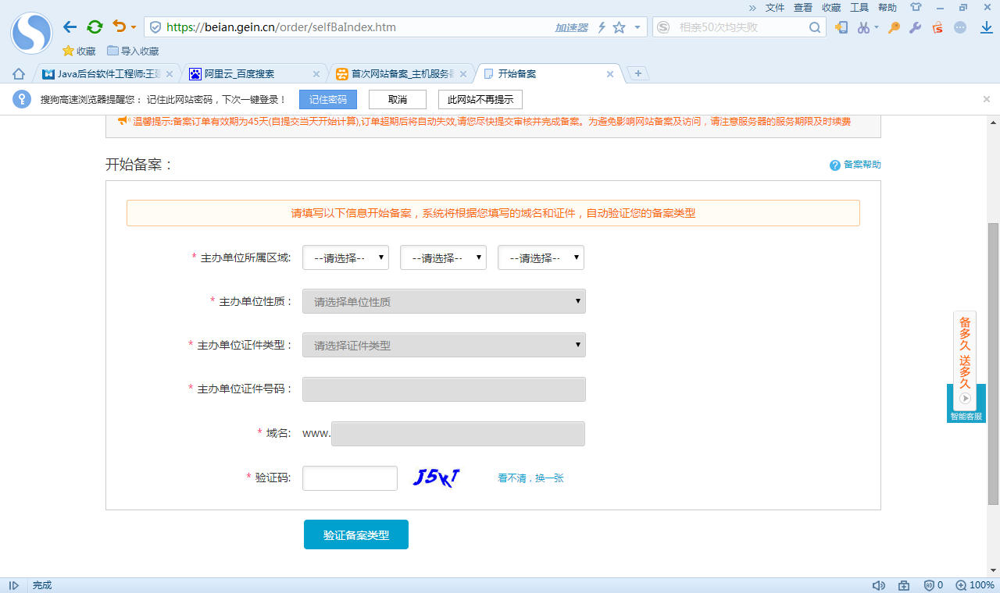 » 文件 查看 收藏 工具 帮助
https://beian.gein.cn/order/selfBaIndex.htm 加速器 相亲50次均失败
收藏 导入收藏
Java后台软件工程师:王 阿里云_百度搜索 首次网站备案_主机服务 开始备案
搜狗高速浏览器提醒您： 记住此网站密码，下次一键登录！ 记住密码 取消 此网站不再提示
温馨提示:备案订单有效期为45天(自提交当天开始计算),订单超期后将自动失效,请您尽快提交审核并完成备案。为避免影响网站备案及访问，请注意服务器的服务期限及时续费
开始备案： 备案帮助
请填写以下信息开始备案，系统将根据您填写的域名和证件，自动验证您的备案类型
* 主办单位所属区域: --请选择-- --请选择-- --请选择--
* 主办单位性质： 请选择单位性质
* 主办单位证件类型： 请选择证件类型
* 主办单位证件号码：
* 域名: www.
* 验证码: 看不清，换一张
验证备案类型
备多久 送多久
智能客服
完成 0 100%